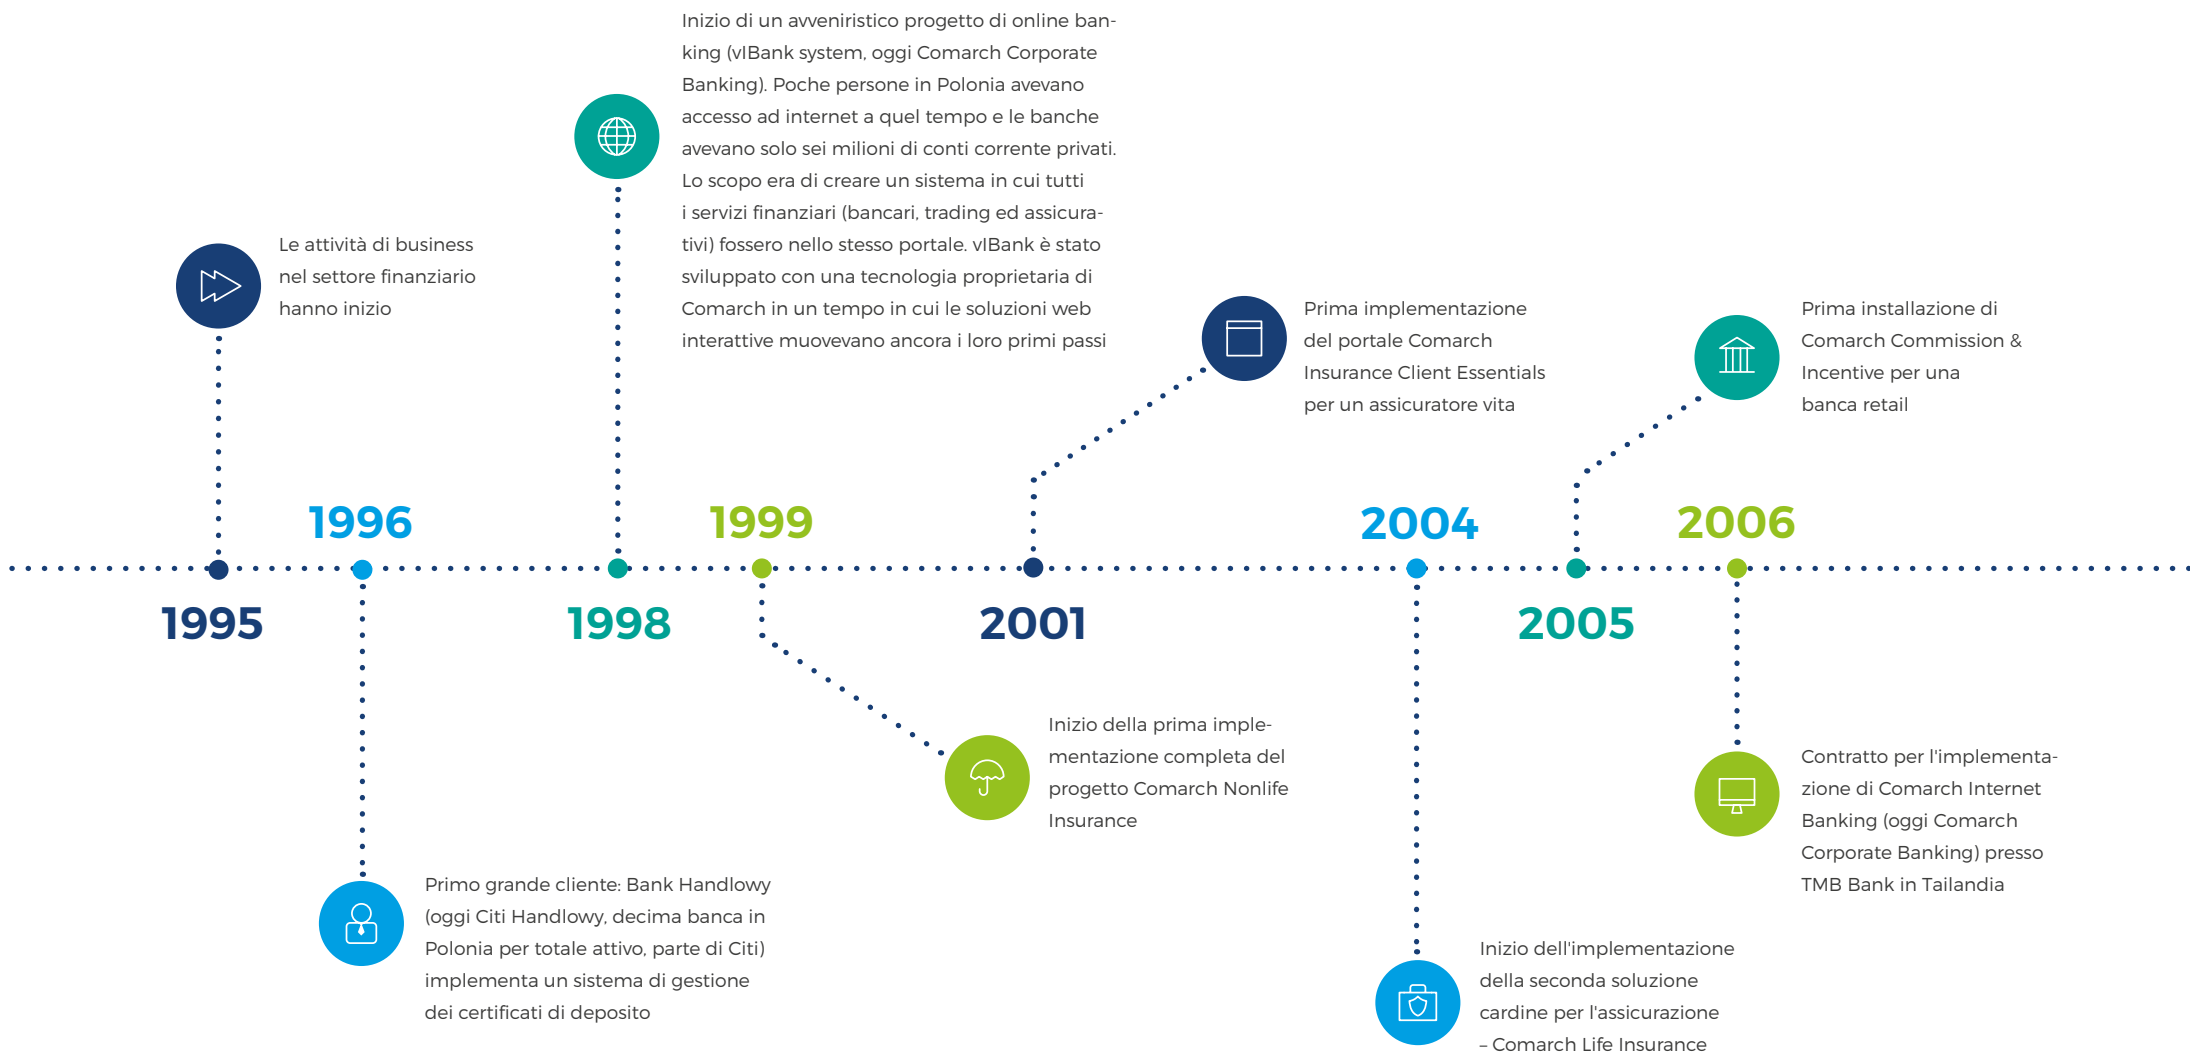 Inizio di un avveniristico progetto di online ban-
king (vIBank system, oggi Comarch Corporate
Banking). Poche persone in Polonia avevano
accesso ad internet a quel tempo e le banche
avevano solo sei milioni di conti corrente privati.
Lo scopo era di creare un sistema in cui tutti
i servizi finanziari (bancari, trading ed assicura-
tivi) fossero nello stesso portale. vIBank è stato
sviluppato con una tecnologia proprietaria di
Comarch in un tempo in cui le soluzioni web
interattive muovevano ancora i loro primi passi
Le attività di business
nel settore finanziario
hanno inizio
Prima implementazione
del portale Comarch
Insurance Client Essentials
per un assicuratore vita
Prima installazione di
Comarch Commission &
Incentive per una
banca retail
1996
1999
2004
2006
1995
1998
2001
2005
Inizio della prima imple-
mentazione completa del
progetto Comarch Nonlife
Insurance
Contratto per l'implementa-
zione di Comarch Internet
Banking (oggi Comarch
Corporate Banking) presso
TMB Bank in Tailandia
Primo grande cliente: Bank Handlowy
(oggi Citi Handlowy, decima banca in
Polonia per totale attivo, parte di Citi)
implementa un sistema di gestione
dei certificati di deposito
Inizio dell'implementazione
della seconda soluzione
cardine per l'assicurazione
– Comarch Life Insurance